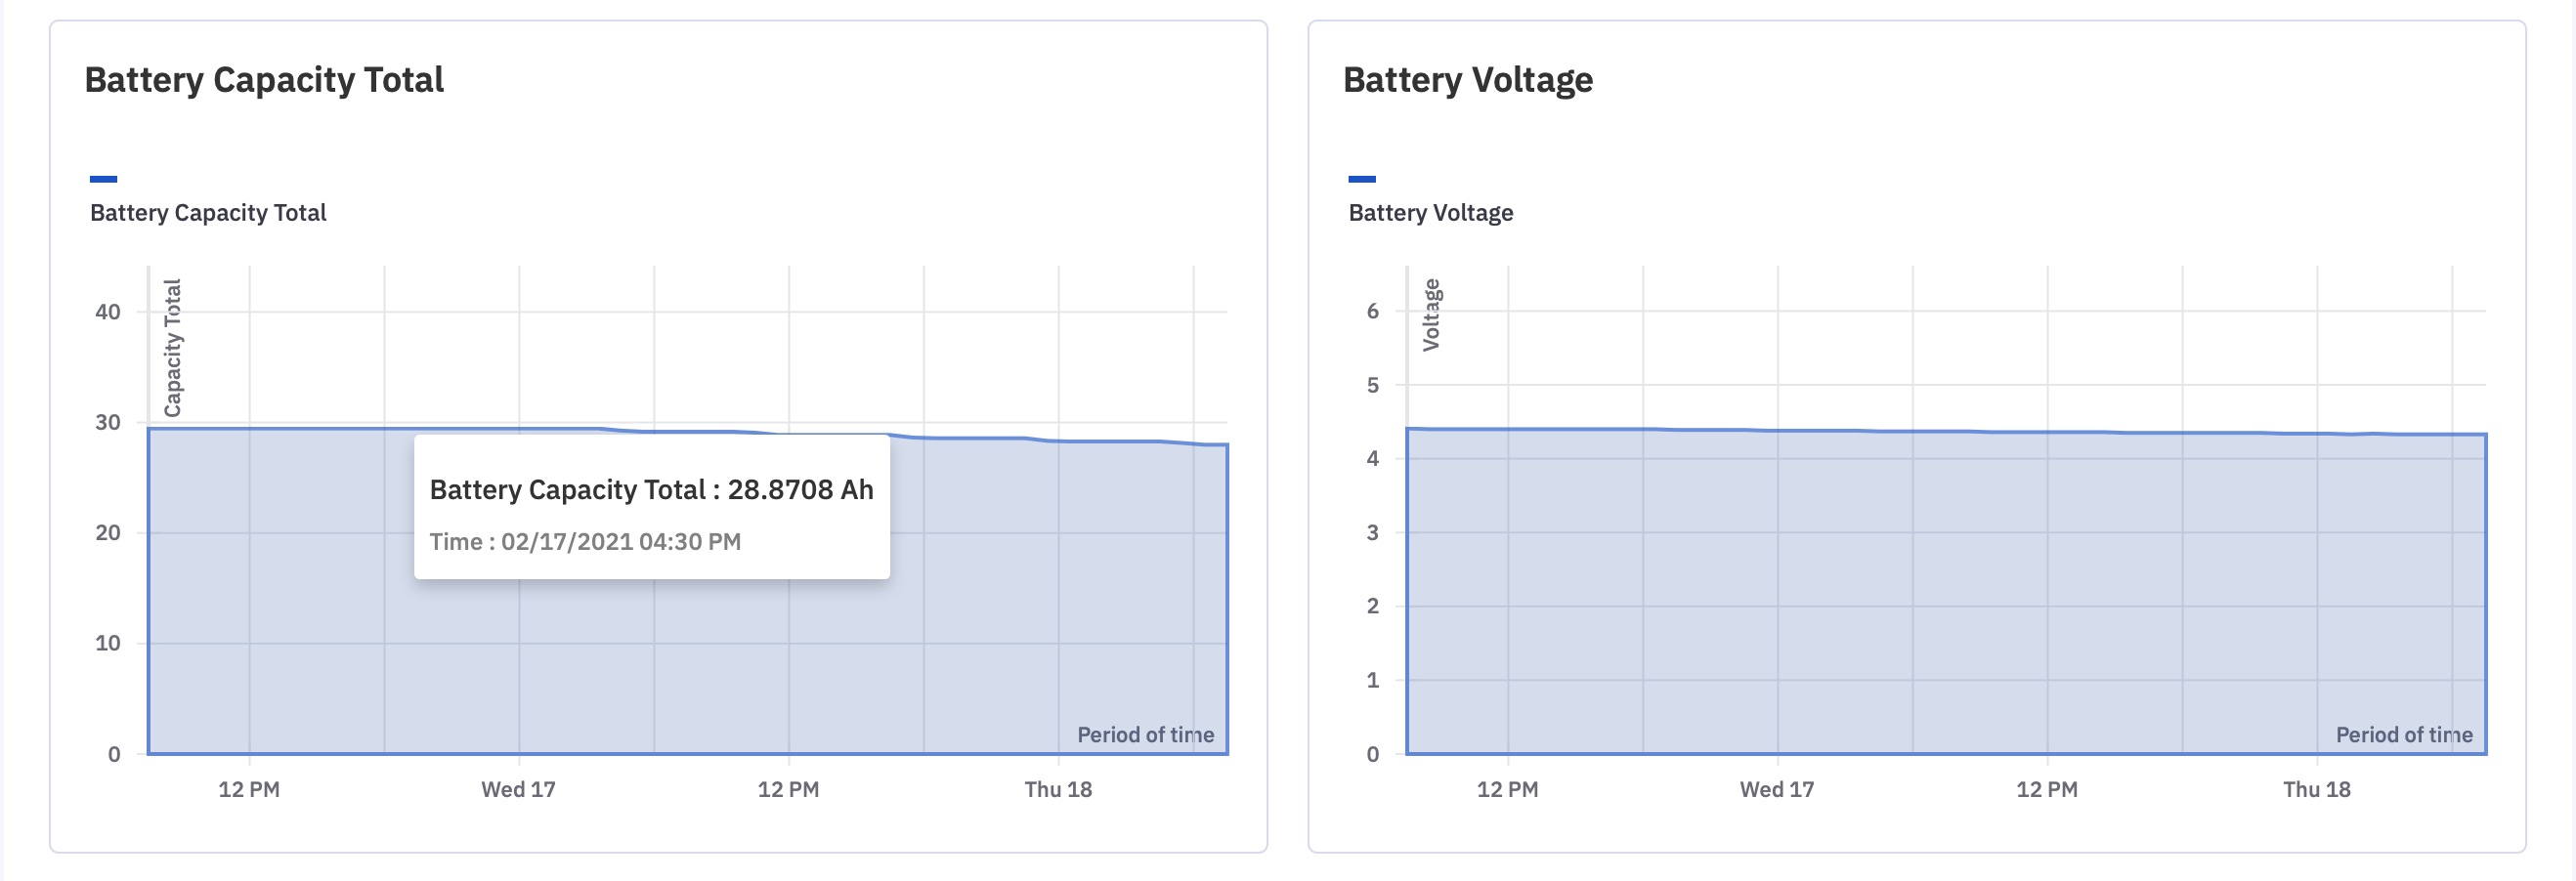 Battery Capacity Total
Battery Capacity Total
Capacity Total
40
30
20
10
0
Battery Capacity Total : 28.8708 Ah
Time : 02/17/2021 04:30 PM
Period of time
12 PM
Wed 17
12 PM
Thu 18
Battery Voltage
Battery Voltage
Voltage
6
5
4
3
2
1
0
Period of time
12 PM
Wed 17
12 PM
Thu 18